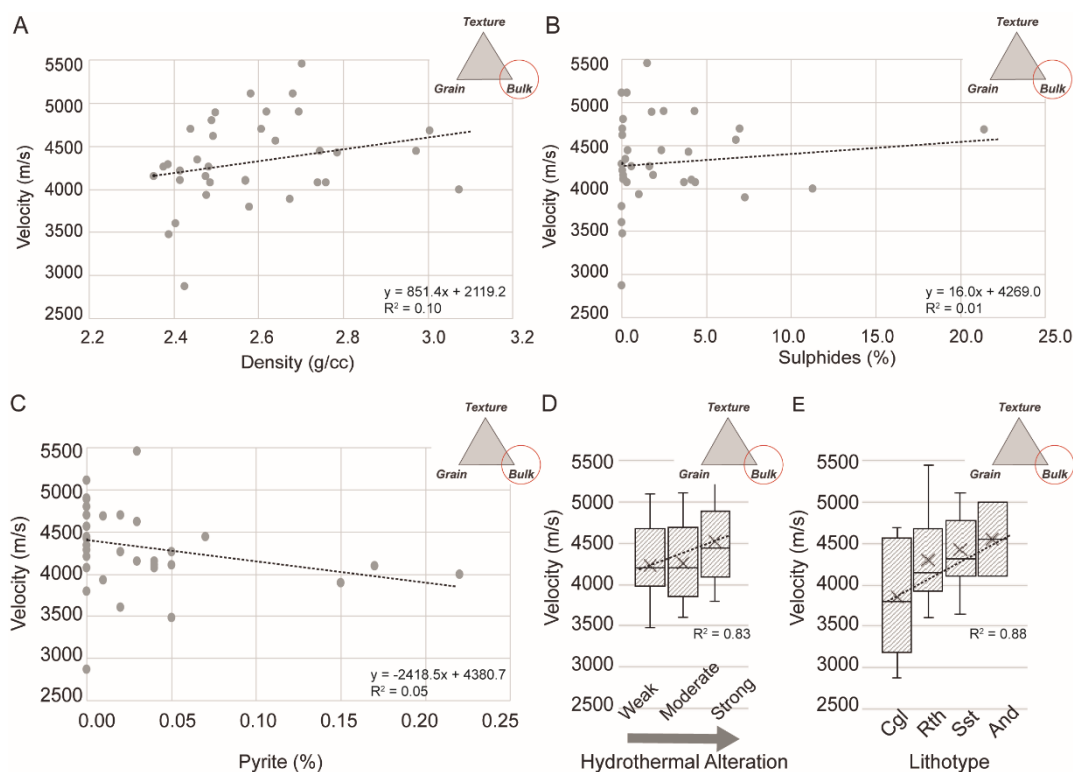 A
Texture
Grain
Bulk
5500
5000
4500
4000
3500
3000
2500
Velocity (m/s)
y = 851.4x + 2119.2
R² = 0.10
2.2
2.4
2.6
2.8
3.0
3.2
Density (g/cc)
B
Texture
Grain
Bulk
5500
5000
4500
4000
3500
3000
2500
Velocity (m/s)
y = 16.0x + 4269.0
R² = 0.01
0.0
5.0
10.0
15.0
20.0
25.0
Sulphides (%)
C
Texture
Grain
Bulk
5500
5000
4500
4000
3500
3000
2500
Velocity (m/s)
y = -2418.5x + 4380.7
R² = 0.05
0.00
0.05
0.10
0.15
0.20
0.25
Pyrite (%)
D
Texture
Grain
Bulk
5500
5000
4500
4000
3500
3000
2500
Velocity (m/s)
R² = 0.83
Weak
Moderate
Strong
Hydrothermal Alteration
E
Texture
Grain
Bulk
5500
5000
4500
4000
3500
3000
2500
Velocity (m/s)
R² = 0.88
Cgl
Rth
Sst
And
Lithotype